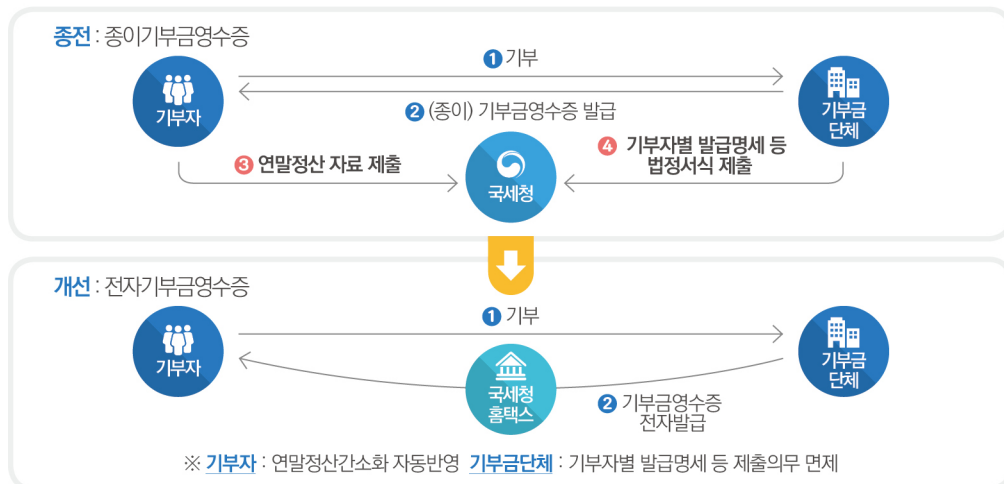 종전 : 종이기부금영수증
❶ 기부
기부자
기부금
단체
❷ (종이) 기부금영수증 발급
❸ 연말정산 자료 제출
국세청
❹ 기부자별 발급명세 등
법정서식 제출
개선 : 전자기부금영수증
❶ 기부
기부자
기부금
단체
국세청
홈택스
❷ 기부금영수증
전자발급
※ 기부자 : 연말정산간소화 자동반영 기부금단체 : 기부자별 발급명세 등 제출의무 면제